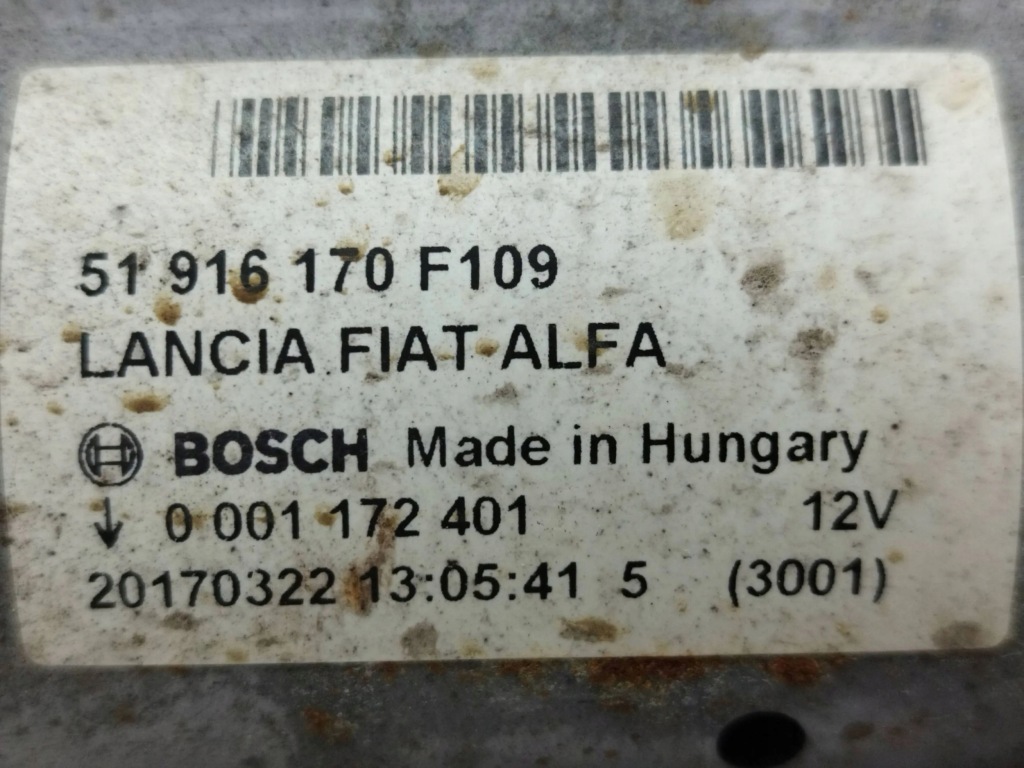 51 916 170 F109
LANCIA FIAT ALFA
BOSCH Made in Hungary
↓ 0 001 172 401 12V
20170322 13:05:41 5 (3001)